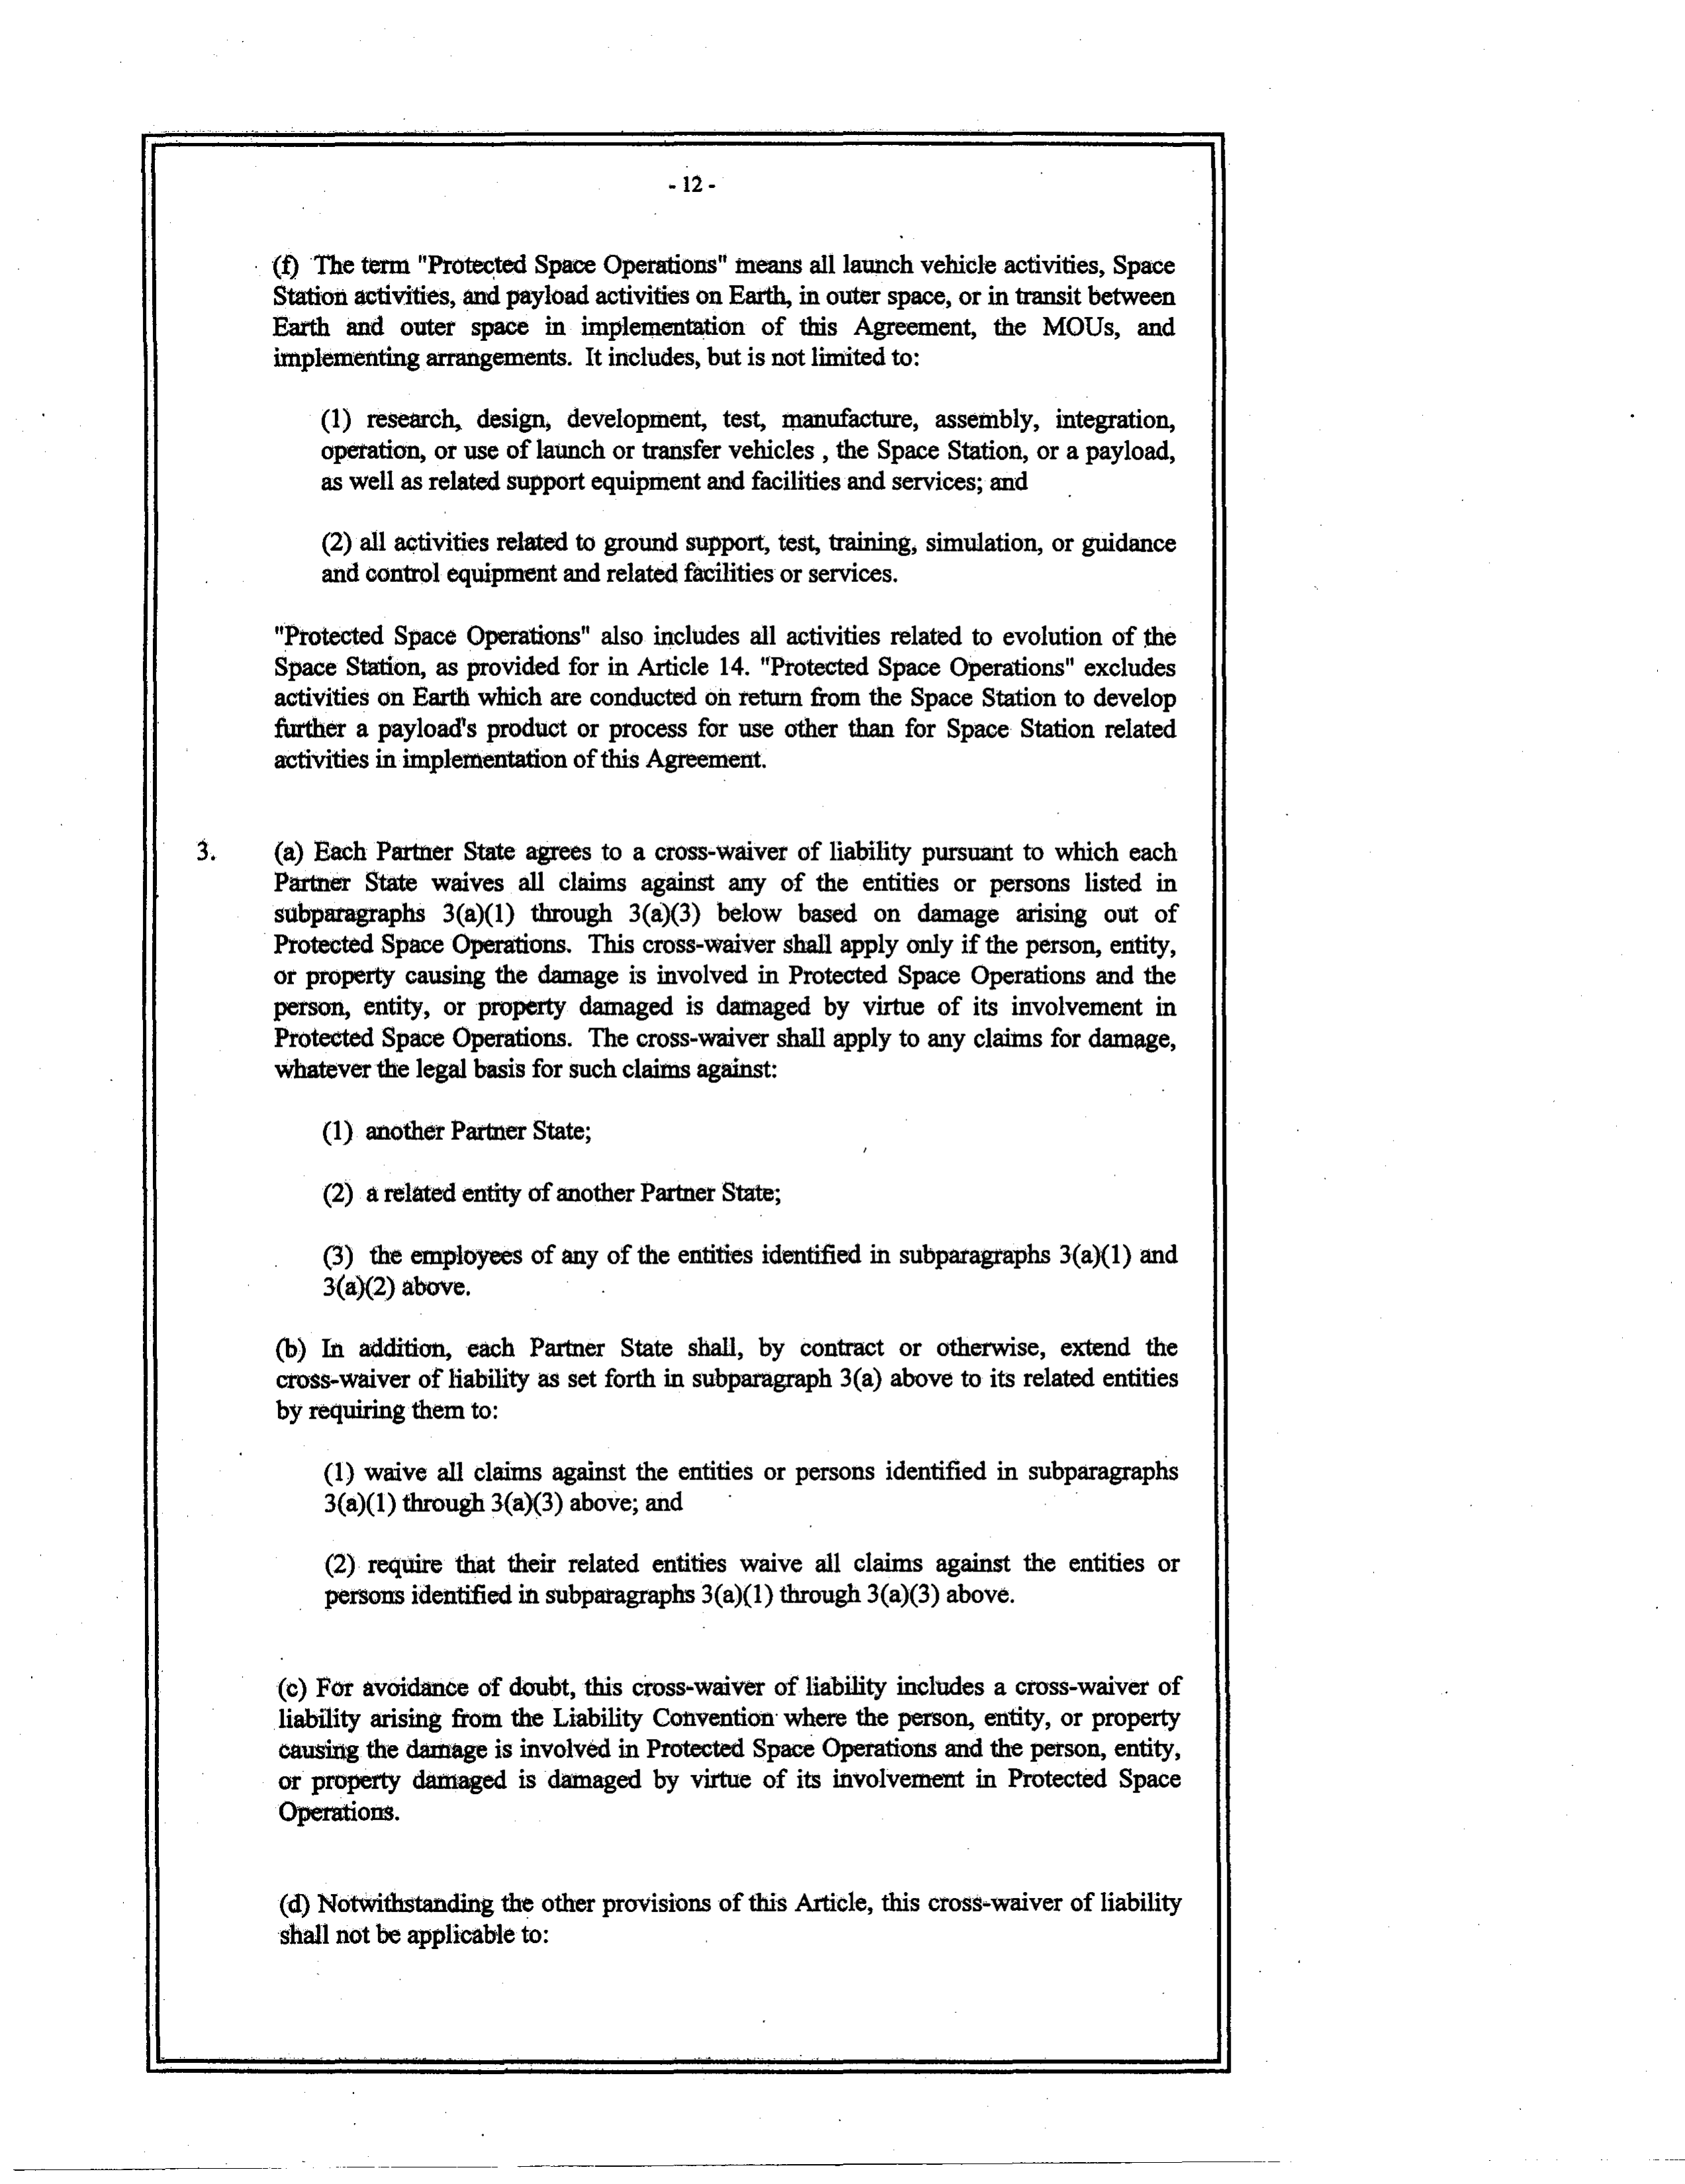 - 12 -
(f) The term "Protected Space Operations" means all launch vehicle activities, Space
Station activities, and payload activities on Earth, in outer space, or in transit between
Earth and outer space in implementation of this Agreement, the MOUs, and
implementing arrangements. It includes, but is not limited to:
(1) research, design, development, test, manufacture, assembly, integration,
operation, or use of launch or transfer vehicles , the Space Station, or a payload,
as well as related support equipment and facilities and services; and
(2) all activities related to ground support, test, training, simulation, or guidance
and control equipment and related facilities or services.
"Protected Space Operations" also includes all activities related to evolution of the
Space Station, as provided for in Article 14. "Protected Space Operations" excludes
activities on Earth which are conducted on return from the Space Station to develop
further a payload's product or process for use other than for Space Station related
activities in implementation of this Agreement.
3. (a) Each Partner State agrees to a cross-waiver of liability pursuant to which each
Partner State waives all claims against any of the entities or persons listed in
subparagraphs 3(a)(1) through 3(a)(3) below based on damage arising out of
Protected Space Operations. This cross-waiver shall apply only if the person, entity,
or property causing the damage is involved in Protected Space Operations and the
person, entity, or property damaged is damaged by virtue of its involvement in
Protected Space Operations. The cross-waiver shall apply to any claims for damage,
whatever the legal basis for such claims against:
(1) another Partner State;
(2) a related entity of another Partner State;
(3) the employees of any of the entities identified in subparagraphs 3(a)(1) and
3(a)(2) above.
(b) In addition, each Partner State shall, by contract or otherwise, extend the
cross-waiver of liability as set forth in subparagraph 3(a) above to its related entities
by requiring them to:
(1) waive all claims against the entities or persons identified in subparagraphs
3(a)(1) through 3(a)(3) above; and
(2) require that their related entities waive all claims against the entities or
persons identified in subparagraphs 3(a)(1) through 3(a)(3) above.
(c) For avoidance of doubt, this cross-waiver of liability includes a cross-waiver of
liability arising from the Liability Convention where the person, entity, or property
causing the damage is involved in Protected Space Operations and the person, entity,
or property damaged is damaged by virtue of its involvement in Protected Space
Operations.
(d) Notwithstanding the other provisions of this Article, this cross-waiver of liability
shall not be applicable to: